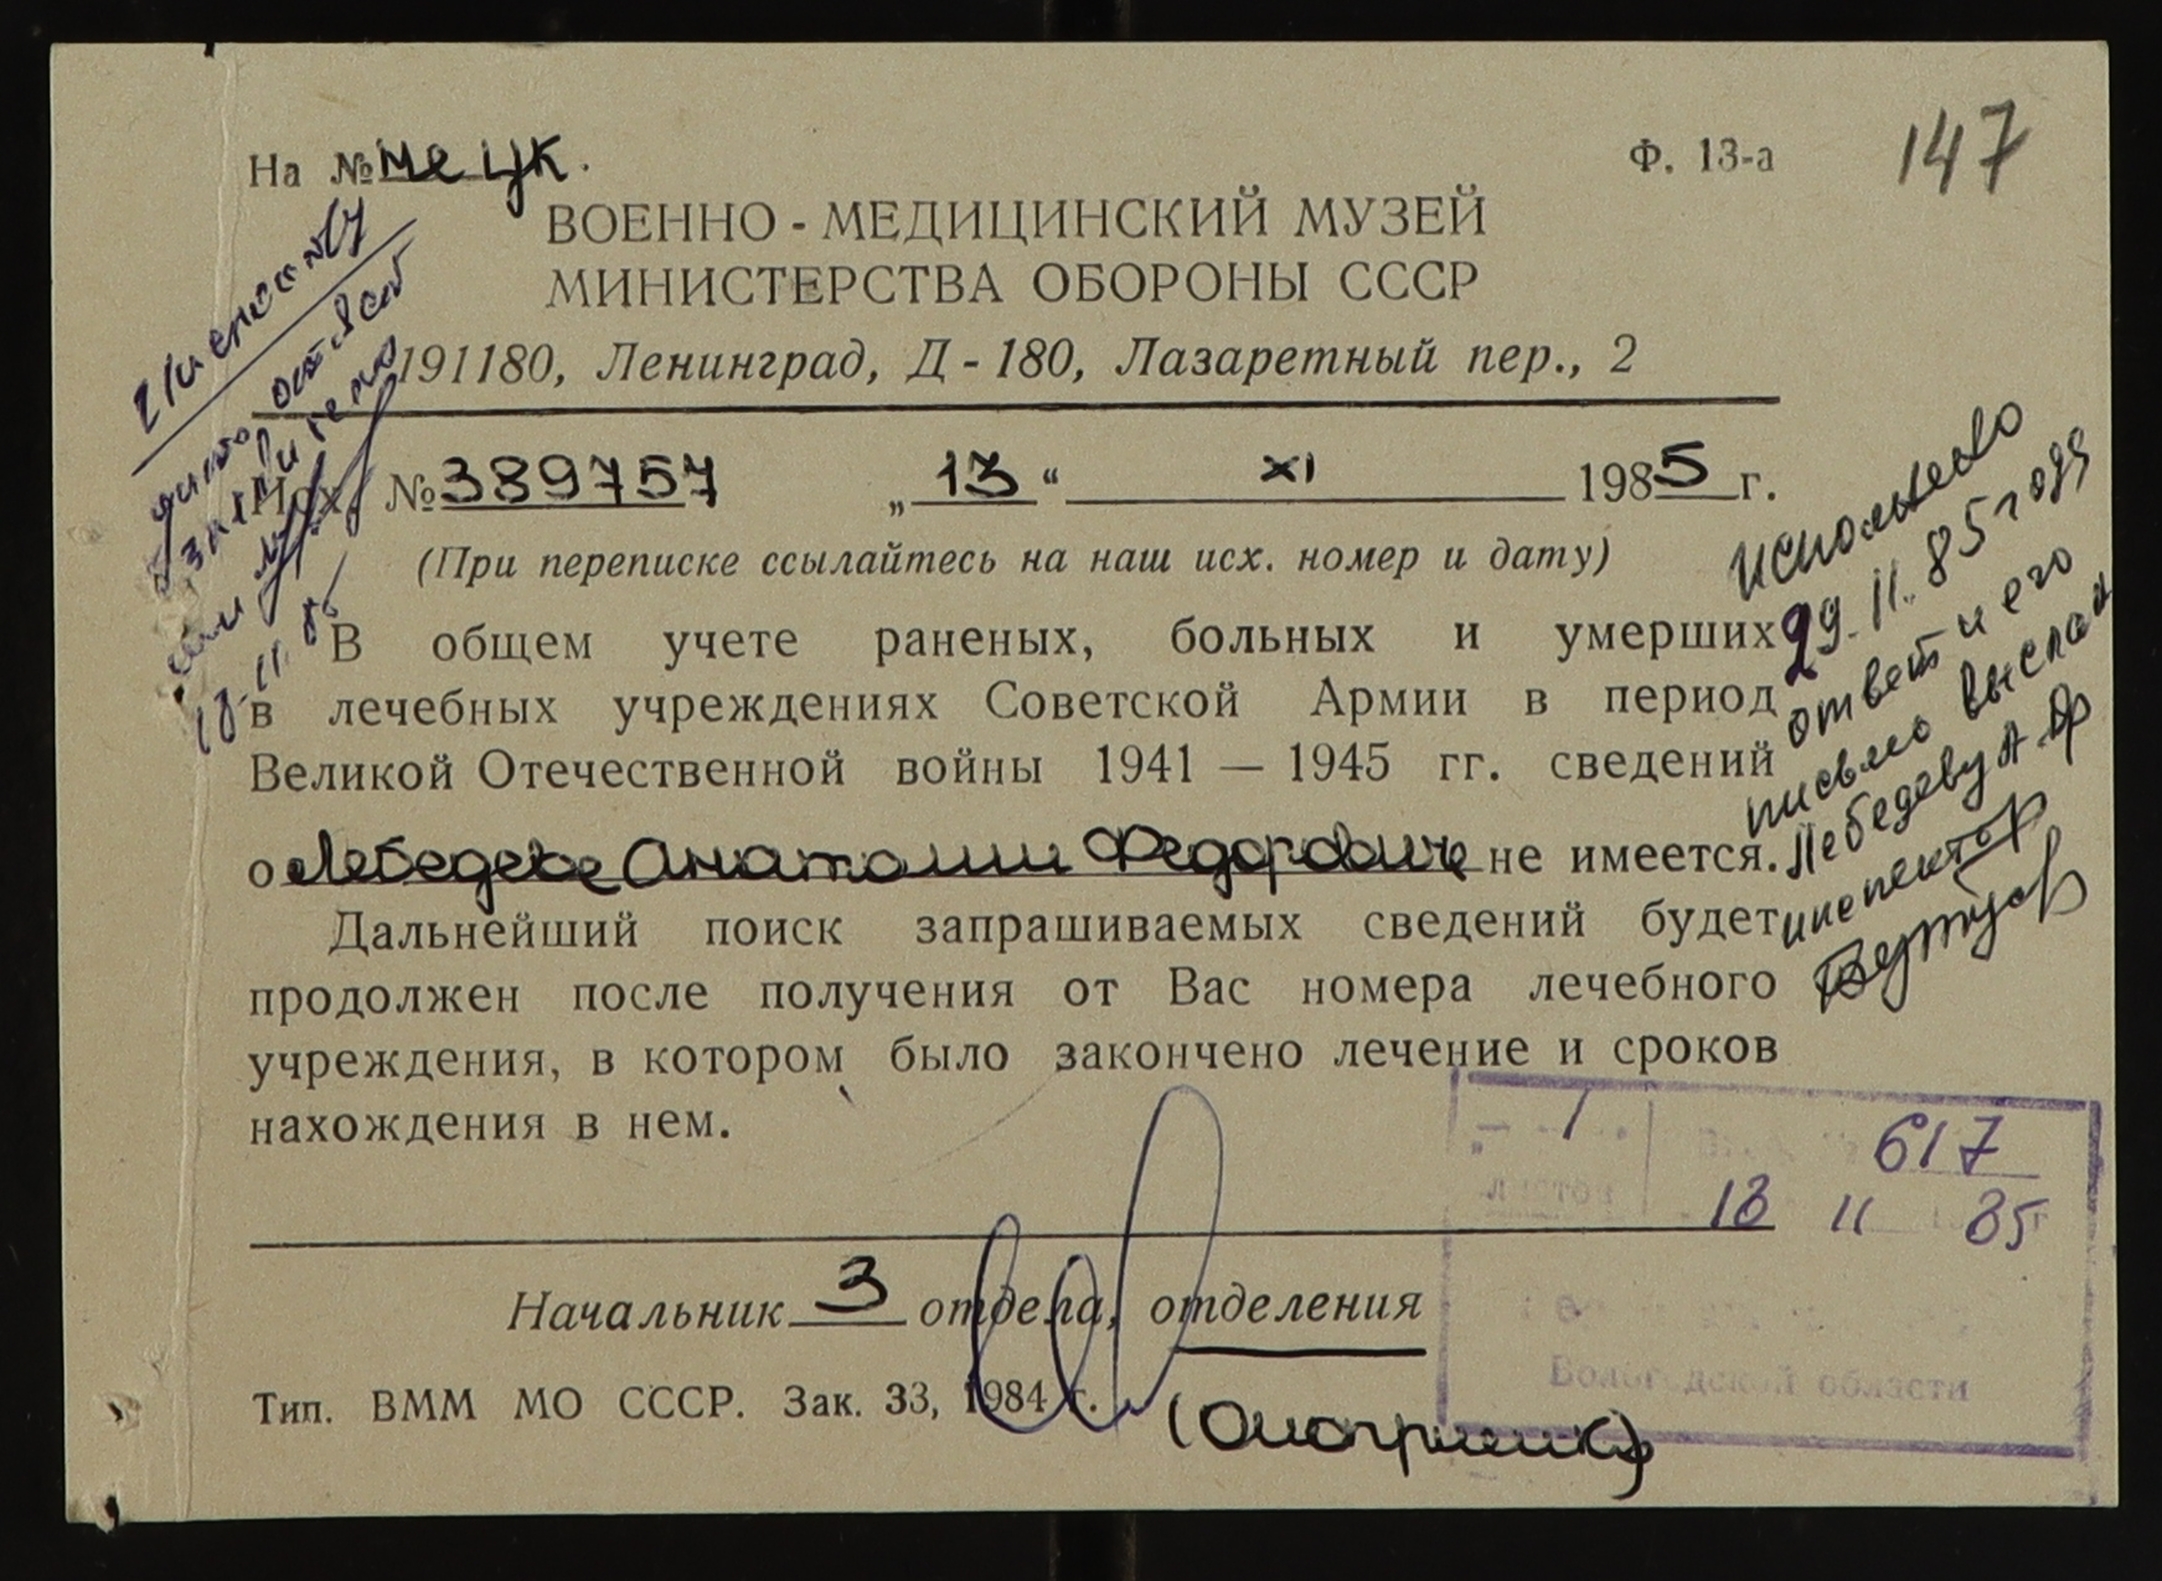 На № Ме цк.
Ф. 13-а
147
ВОЕННО - МЕДИЦИНСКИЙ МУЗЕЙ
МИНИСТЕРСТВА ОБОРОНЫ СССР
191180, Ленинград, Д - 180, Лазаретный пер., 2
Исх. № 389757 „ 13 “ XI 1985 г.
(При переписке ссылайтесь на наш исх. номер и дату)
В общем учете раненых, больных и умерших
в лечебных учреждениях Советской Армии в период
Великой Отечественной войны 1941 — 1945 гг. сведений
о Лебедеве Анатолии Федоровиче не имеется.
Дальнейший поиск запрашиваемых сведений будет
продолжен после получения от Вас номера лечебного
учреждения, в котором было закончено лечение и сроков
нахождения в нем.
Начальник 3 отдела, отделения
Тип. ВММ МО СССР. Зак. 33, 1984 г.
18.11.85
29.11.85 года
ответ и его
письмо выслан
Лебедеву А.Ф
инспектор
617
18 11 85 г
Вологодской области